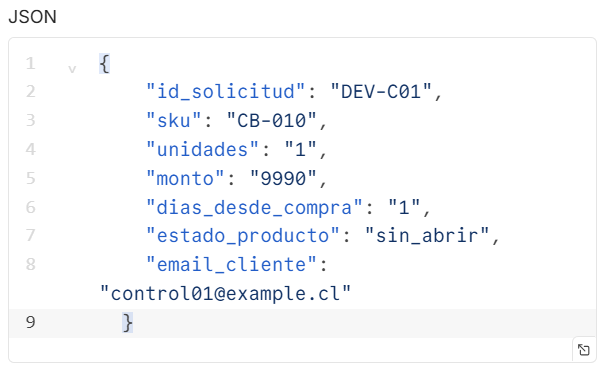 JSON
1 {
2 "id_solicitud": "DEV-C01",
3 "sku": "CB-010",
4 "unidades": "1",
5 "monto": "9990",
6 "dias_desde_compra": "1",
7 "estado_producto": "sin_abrir",
8 "email_cliente":
"control01@example.cl"
9 }